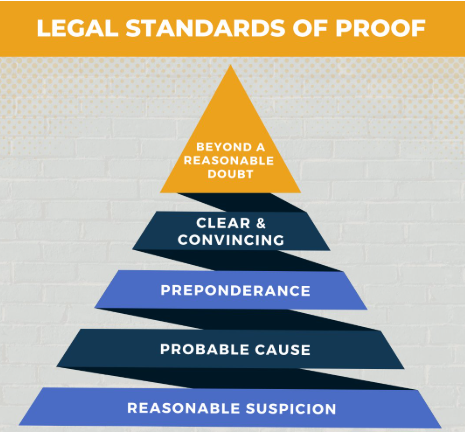 LEGAL STANDARDS OF PROOF
BEYOND A
REASONABLE
DOUBT
CLEAR &
CONVINCING
PREPONDERANCE
PROBABLE CAUSE
REASONABLE SUSPICION